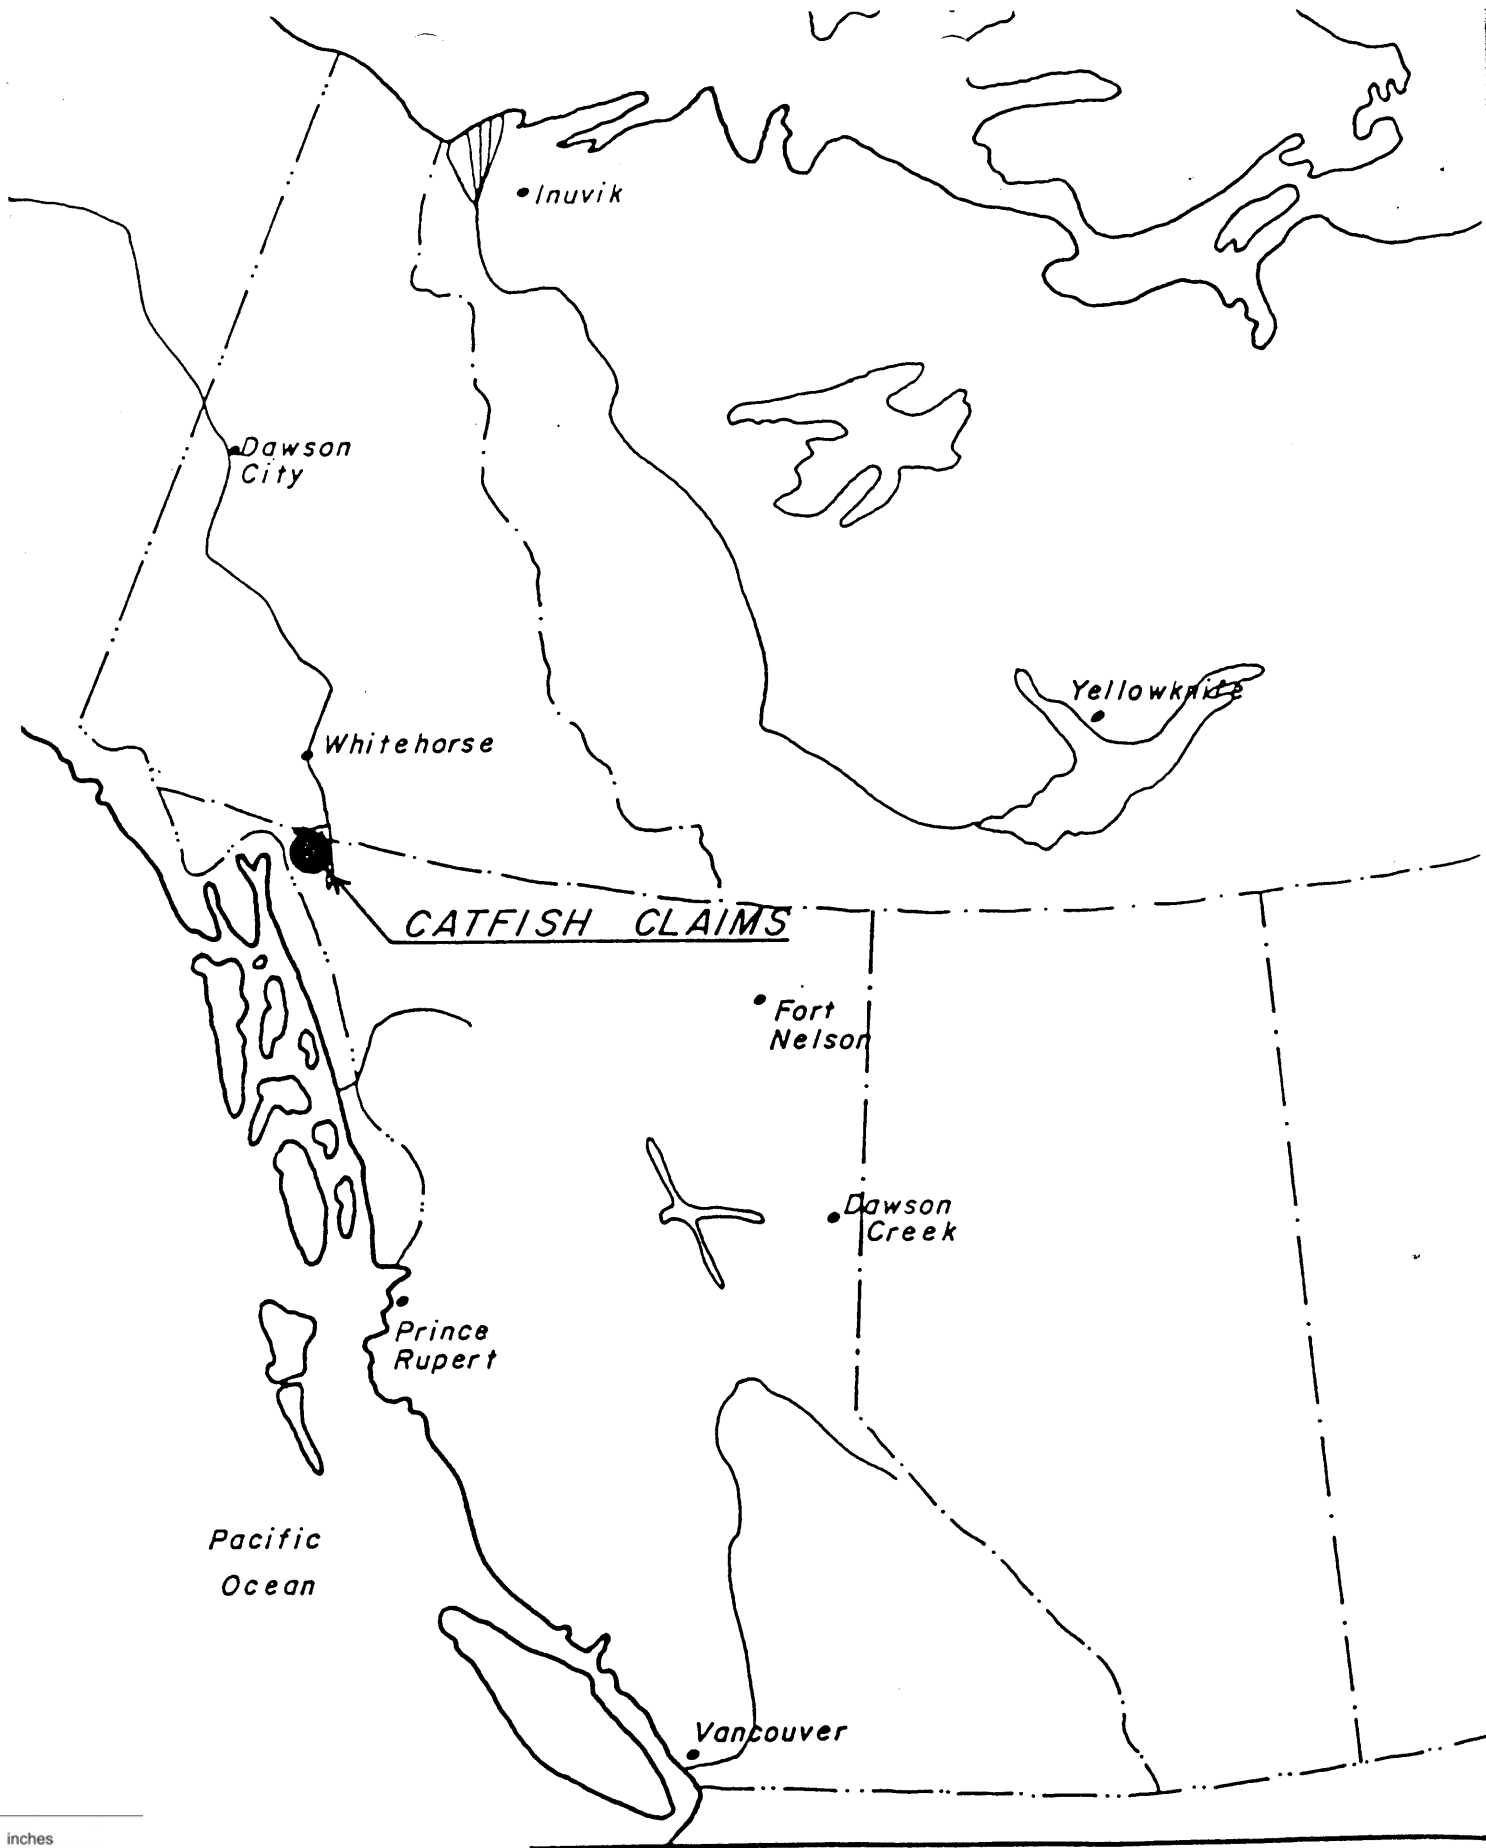 Inuvik
Dawson
City
Yellowknife
Whitehorse
CATFISH CLAIMS
Fort
Nelson
Dawson
Creek
Prince
Rupert
Pacific
Ocean
Vancouver
inches